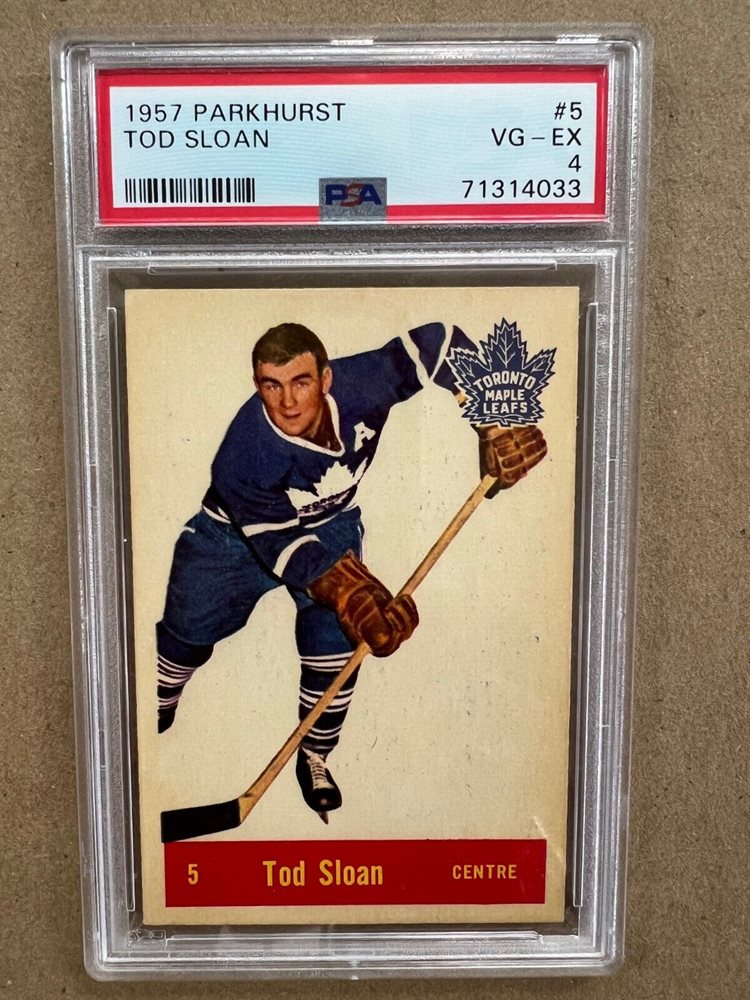 1957 PARKHURST #5
TOD SLOAN VG-EX
4
PSA 71314033
TORONTO
MAPLE
LEAFS
A
5 Tod Sloan CENTRE